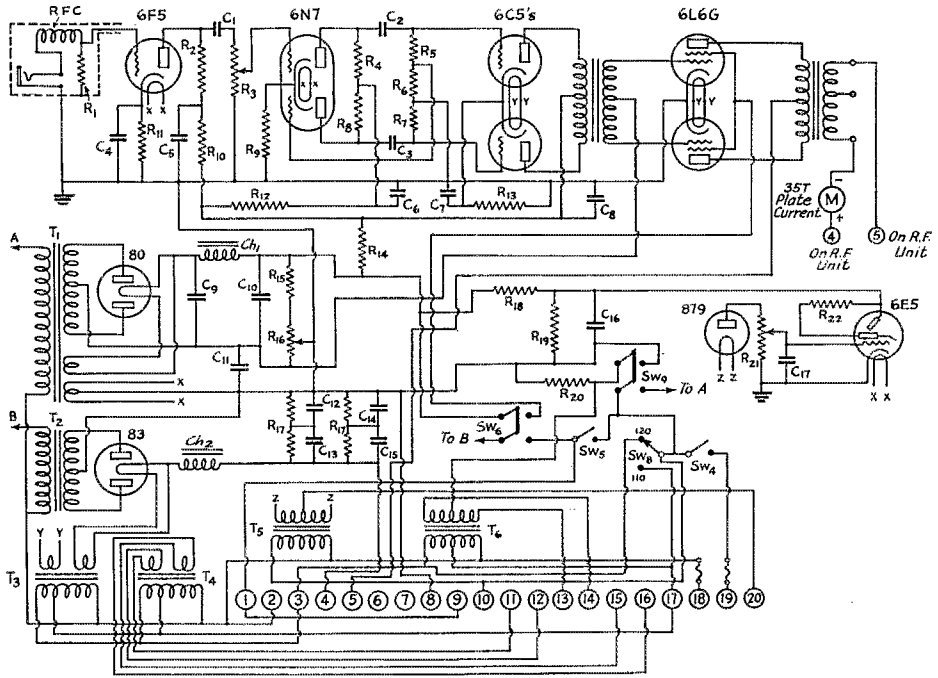 RFC
6F5
C1
6N7
C2
6C5's
6L6G
R2
R3
R4
R5
R6
R7
R8
R1
R11
C4
C5
R10
R9
C3
X X
x x
Y Y
Y Y
R12
C6
C7
R13
C8
35T
Plate
Current
M
-
+
4
On R.F.
Unit
5
On R.F.
Unit
A
T1
80
Ch1
R14
C9
C10
R15
R16
C11
R18
R19
C16
879
R21
Z Z
R22
6E5
C17
X X
Sw9
To A
R20
X
X
B
T2
83
Ch2
R17
C12
C13
R17
C14
C15
Sw6
To B
Sw5
120
Sw8
110
Sw4
Y Y
T3
T4
Z Z
T5
T6
1 2 3 4 5 6 7 8 9 10 11 12 13 14 15 16 17 18 19 20